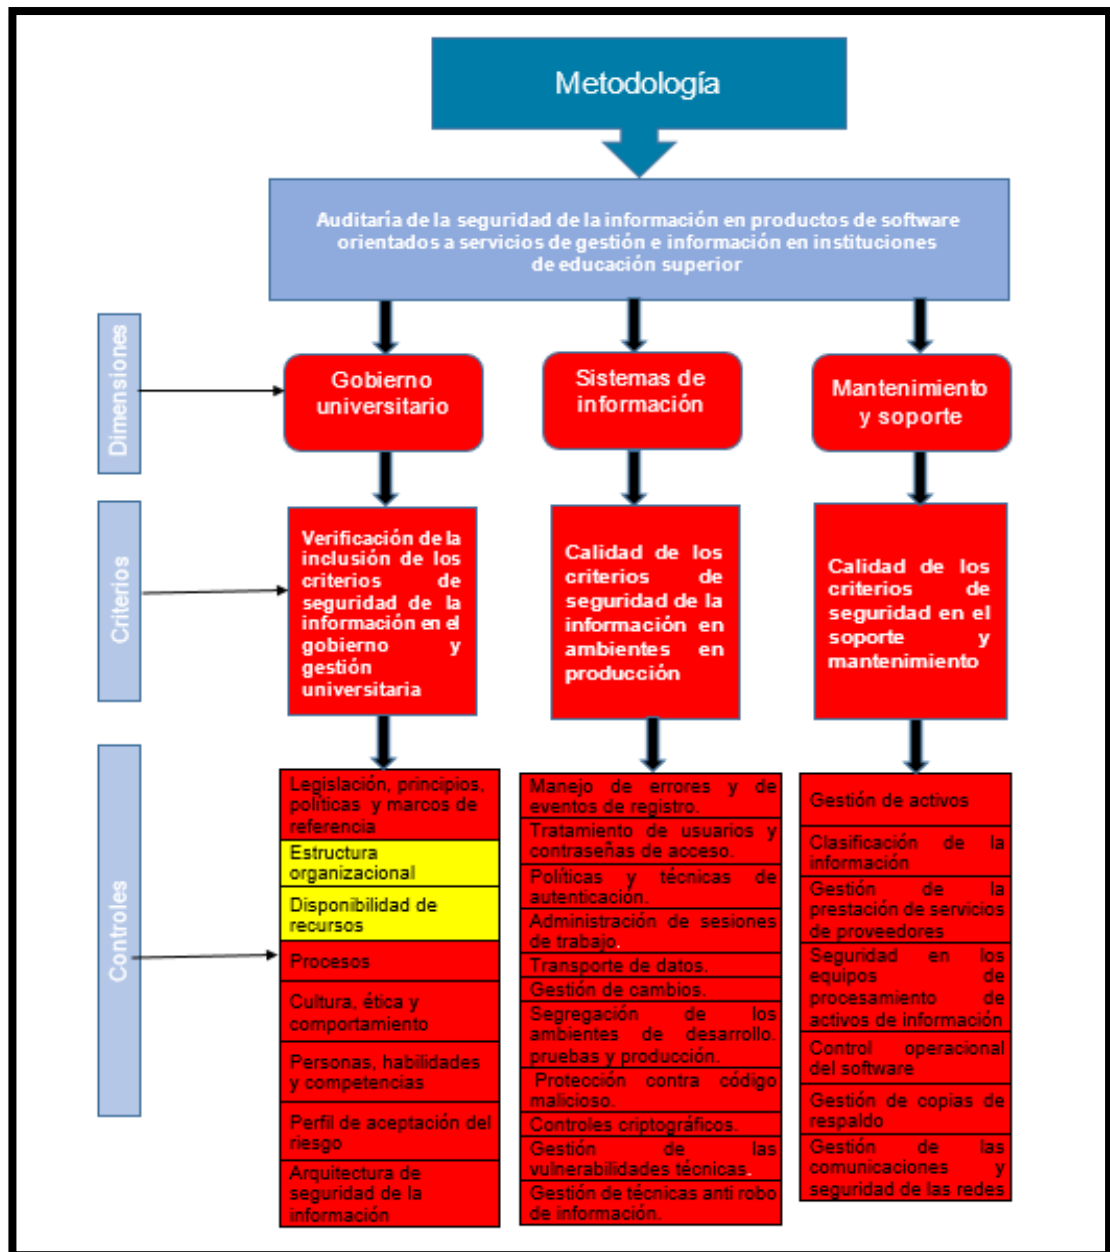 Metodología
Auditaría de la seguridad de la información en productos de software
orientados a servicios de gestión e información en instituciones
de educación superior
Dimensiones
Gobierno
universitario
Sistemas de
información
Mantenimiento
y soporte
Criterios
Verificación de la
inclusión de los
criterios de
seguridad de la
información en el
gobierno y
gestión
universitaria
Calidad de los
criterios de
seguridad de la
información en
ambientes en
producción
Calidad de los
criterios de
seguridad en el
soporte y
mantenimiento
Controles
Legislación, principios,
políticas y marcos de
referencia
Estructura
organizacional
Disponibilidad de
recursos
Procesos
Cultura, ética y
comportamiento
Personas, habilidades
y competencias
Perfil de aceptación del
riesgo
Arquitectura de
seguridad de la
información
Manejo de errores y de
eventos de registro.
Tratamiento de usuarios y
contraseñas de acceso.
Políticas y técnicas de
autenticación.
Administración de sesiones
de trabajo.
Transporte de datos.
Gestión de cambios.
Segregación de los
ambientes de desarrollo.
pruebas y producción.
Protección contra código
malicioso.
Controles criptográficos.
Gestión de las
vulnerabilidades técnicas.
Gestión de técnicas anti robo
de información.
Gestión de activos
Clasificación de la
información
Gestión de la
prestación de servicios
de proveedores
Seguridad en los
equipos de
procesamiento de
activos de información
Control operacional
del software
Gestión de copias de
respaldo
Gestión de las
comunicaciones y
seguridad de las redes